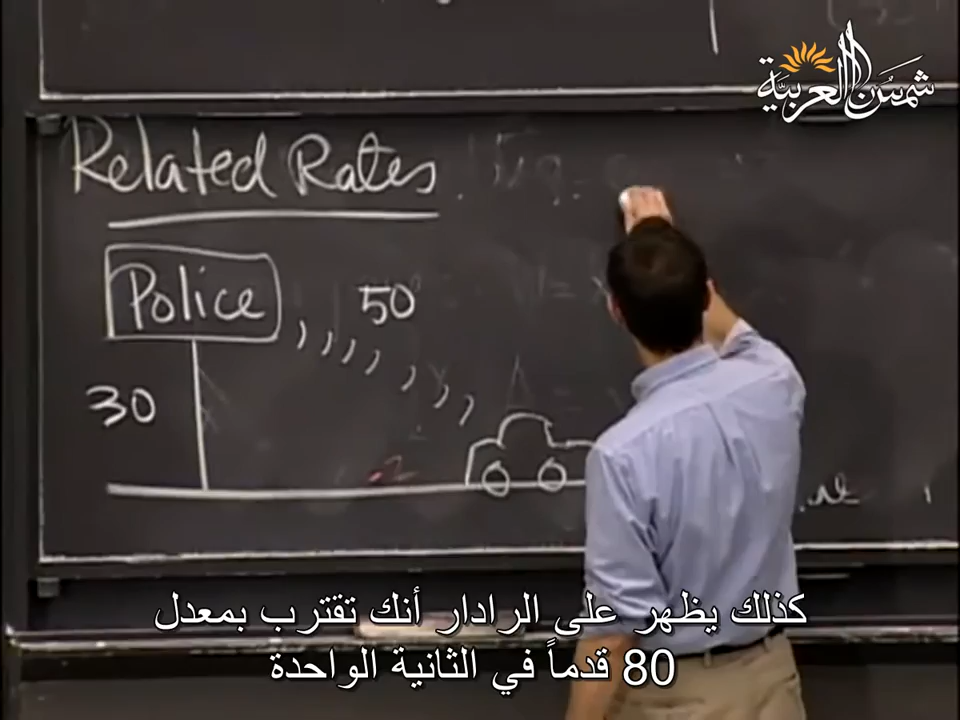 شمس العربية
Related Rates
Police
50
30
كذلك يظهر على الرادار أنك تقترب بمعدل
80 قدماً في الثانية الواحدة